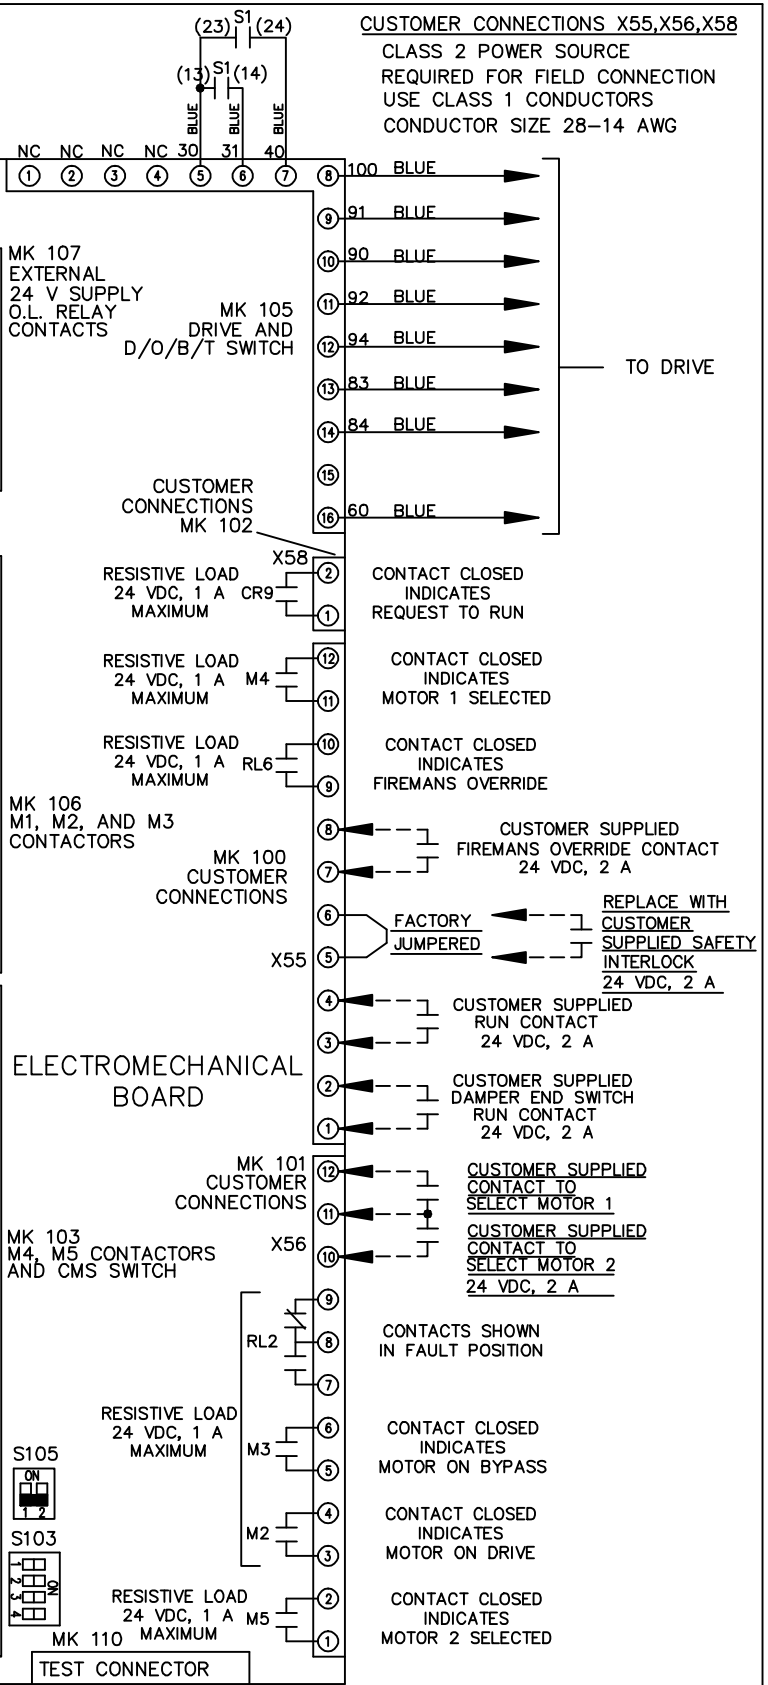 (23) S1 (24)
(13) S1 (14)
BLUE BLUE BLUE
CUSTOMER CONNECTIONS X55,X56,X58
CLASS 2 POWER SOURCE
REQUIRED FOR FIELD CONNECTION
USE CLASS 1 CONDUCTORS
CONDUCTOR SIZE 28-14 AWG
NC NC NC NC 30 31 40
1 2 3 4 5 6 7 8 100 BLUE
9 91 BLUE
10 90 BLUE
11 92 BLUE
12 94 BLUE
13 83 BLUE
14 84 BLUE
15
16 60 BLUE
TO DRIVE
MK 107
EXTERNAL
24 V SUPPLY
O.L. RELAY
CONTACTS
MK 105
DRIVE AND
D/O/B/T SWITCH
CUSTOMER
CONNECTIONS
MK 102
X58
RESISTIVE LOAD
24 VDC, 1 A
MAXIMUM
CR9
2
1
CONTACT CLOSED
INDICATES
REQUEST TO RUN
RESISTIVE LOAD
24 VDC, 1 A
MAXIMUM
M4
12
11
CONTACT CLOSED
INDICATES
MOTOR 1 SELECTED
RESISTIVE LOAD
24 VDC, 1 A
MAXIMUM
RL6
10
9
CONTACT CLOSED
INDICATES
FIREMANS OVERRIDE
MK 106
M1, M2, AND M3
CONTACTORS
MK 100
CUSTOMER
CONNECTIONS
8
7
CUSTOMER SUPPLIED
FIREMANS OVERRIDE CONTACT
24 VDC, 2 A
X55
6
5
FACTORY
JUMPERED
REPLACE WITH
CUSTOMER
SUPPLIED SAFETY
INTERLOCK
24 VDC, 2 A
4
3
CUSTOMER SUPPLIED
RUN CONTACT
24 VDC, 2 A
ELECTROMECHANICAL
BOARD
2
1
CUSTOMER SUPPLIED
DAMPER END SWITCH
RUN CONTACT
24 VDC, 2 A
MK 101
CUSTOMER
CONNECTIONS
X56
12
11
10
CUSTOMER SUPPLIED
CONTACT TO
SELECT MOTOR 1
CUSTOMER SUPPLIED
CONTACT TO
SELECT MOTOR 2
24 VDC, 2 A
MK 103
M4, M5 CONTACTORS
AND CMS SWITCH
RL2
9
8
7
CONTACTS SHOWN
IN FAULT POSITION
RESISTIVE LOAD
24 VDC, 1 A
MAXIMUM
M3
6
5
CONTACT CLOSED
INDICATES
MOTOR ON BYPASS
M2
4
3
CONTACT CLOSED
INDICATES
MOTOR ON DRIVE
S105
ON
1 2
S103
1
2
3
4
ON
RESISTIVE LOAD
24 VDC, 1 A
MAXIMUM
M5
2
1
CONTACT CLOSED
INDICATES
MOTOR 2 SELECTED
MK 110
TEST CONNECTOR